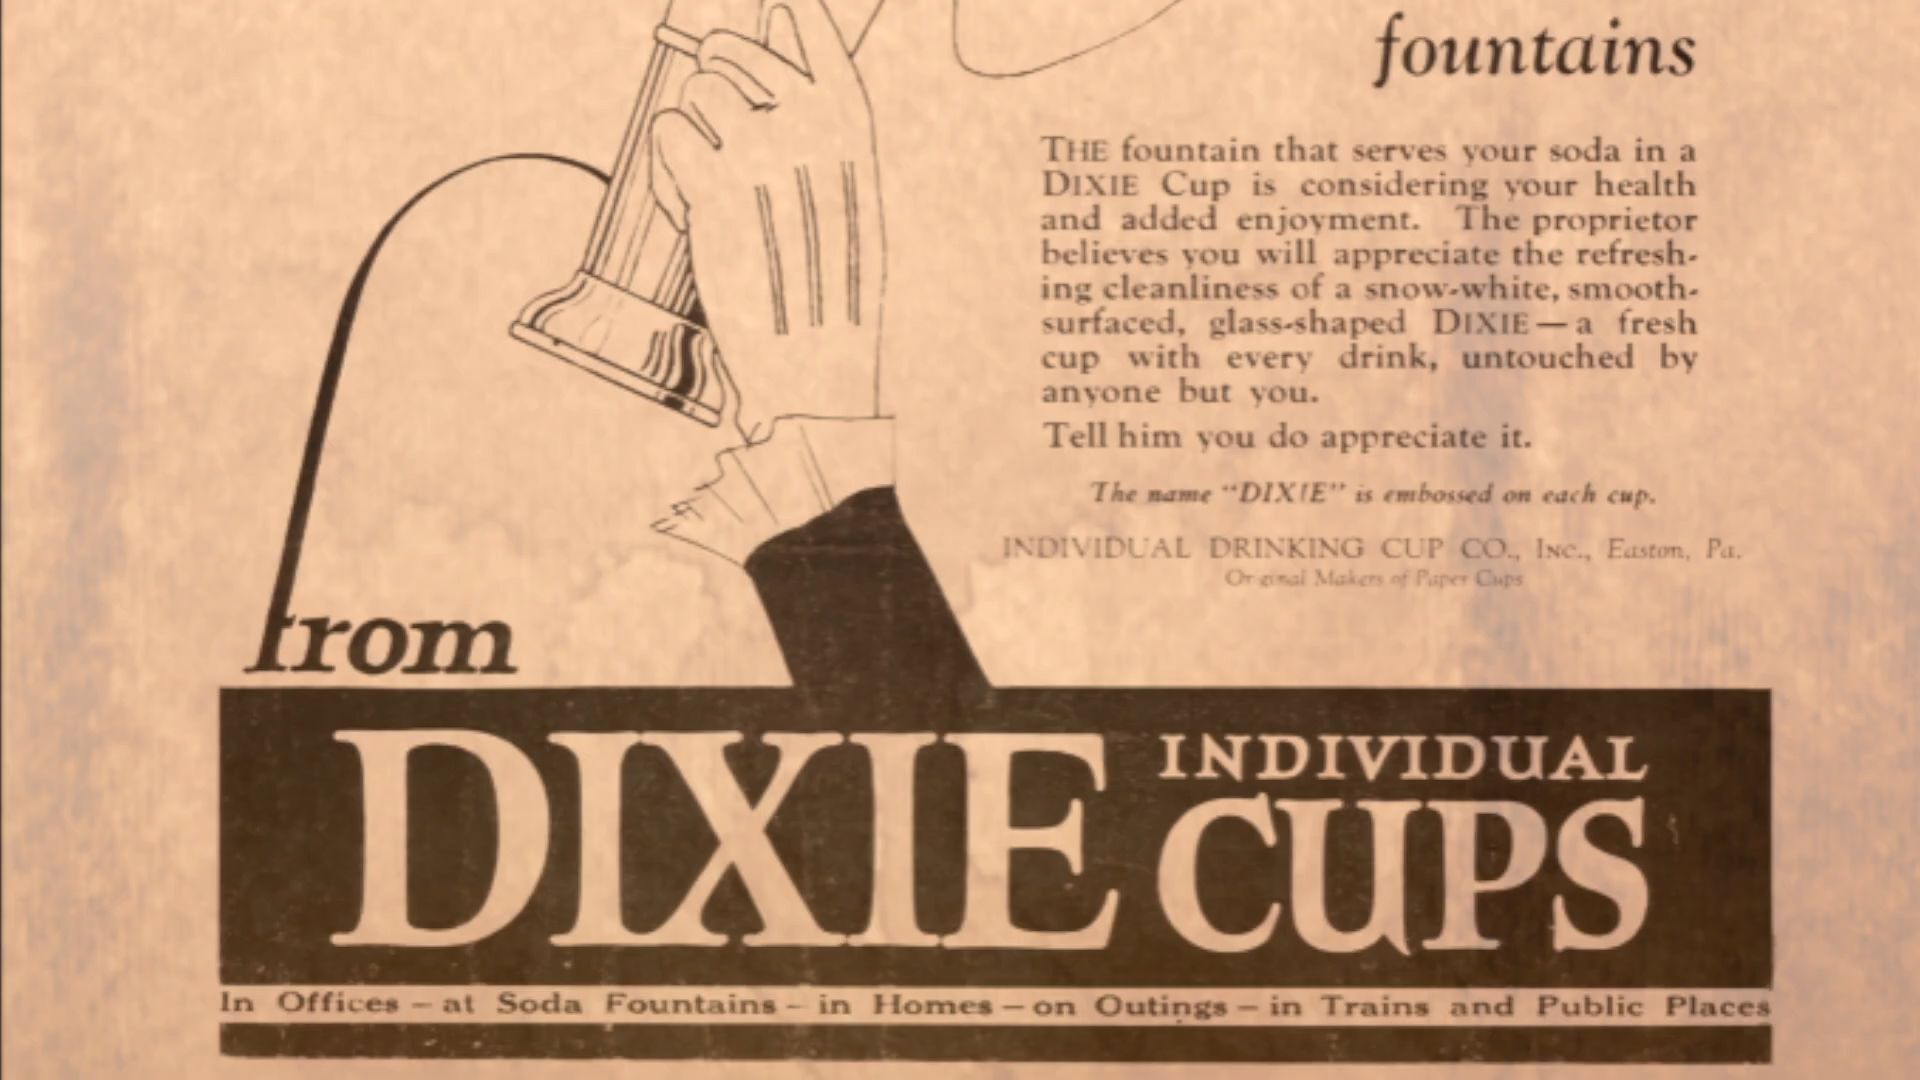 fountains
THE fountain that serves your soda in a
DIXIE Cup is considering your health
and added enjoyment. The proprietor
believes you will appreciate the refresh-
ing cleanliness of a snow-white, smooth-
surfaced, glass-shaped DIXIE — a fresh
cup with every drink, untouched by
anyone but you.
Tell him you do appreciate it.
The name "DIXIE" is embossed on each cup.
INDIVIDUAL DRINKING CUP CO., INC., Easton, Pa.
Original Makers of Paper Cups
from
DIXIE INDIVIDUAL
CUPS
In Offices – at Soda Fountains – in Homes – on Outings – in Trains and Public Places